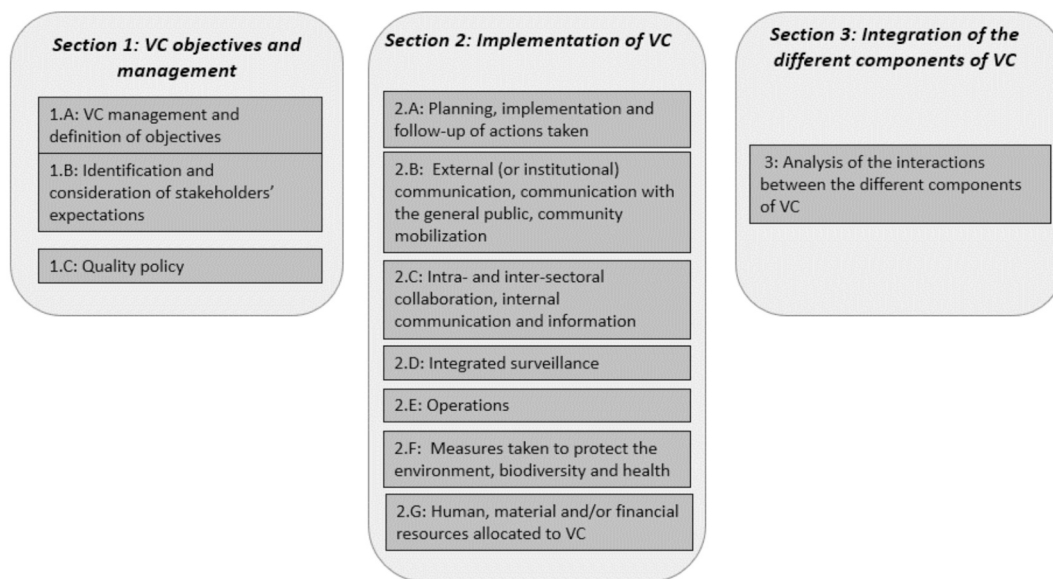 Section 1: VC objectives and
management
1.A: VC management and
definition of objectives
1.B: Identification and
consideration of stakeholders’
expectations
1.C: Quality policy
Section 2: Implementation of VC
2.A: Planning, implementation and
follow-up of actions taken
2.B: External (or institutional)
communication, communication with
the general public, community
mobilization
2.C: Intra- and inter-sectoral
collaboration, internal
communication and information
2.D: Integrated surveillance
2.E: Operations
2.F: Measures taken to protect the
environment, biodiversity and health
2.G: Human, material and/or financial
resources allocated to VC
Section 3: Integration of the
different components of VC
3: Analysis of the interactions
between the different components
of VC